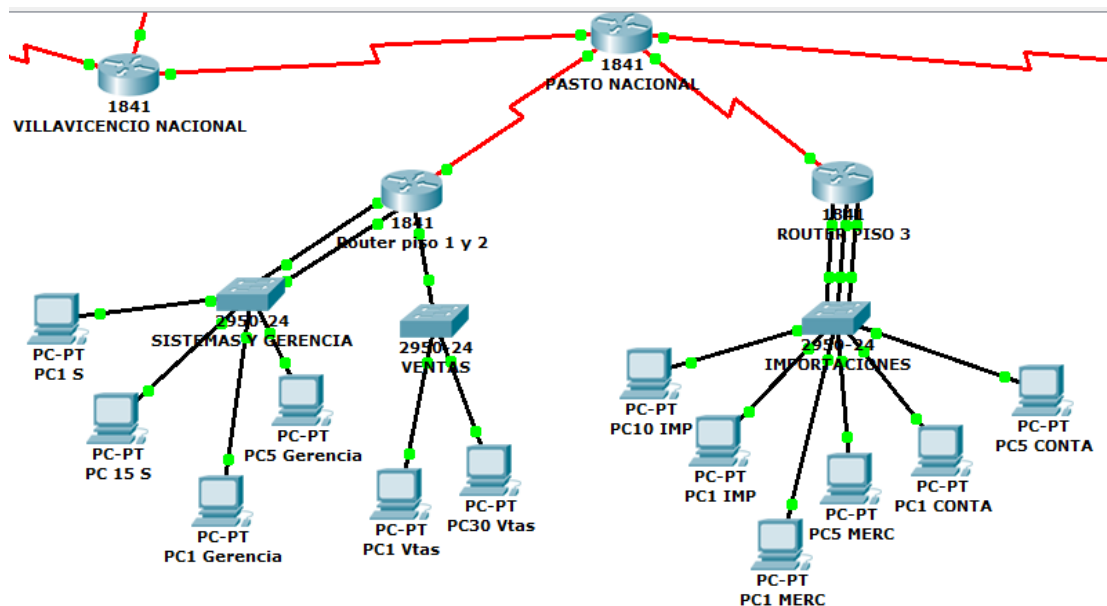 1841
PASTO NACIONAL
1841
VILLAVICENCIO NACIONAL
1841
Router piso 1 y 2
1841
ROUTER PISO 3
2950-24
SISTEMAS Y GERENCIA
2950-24
VENTAS
2950-24
IMPORTACIONES
PC-PT
PC1 S
PC-PT
PC 15 S
PC-PT
PC5 Gerencia
PC-PT
PC1 Gerencia
PC-PT
PC1 Vtas
PC-PT
PC30 Vtas
PC-PT
PC10 IMP
PC-PT
PC1 IMP
PC-PT
PC1 MERC
PC-PT
PC5 MERC
PC-PT
PC1 CONTA
PC-PT
PC5 CONTA